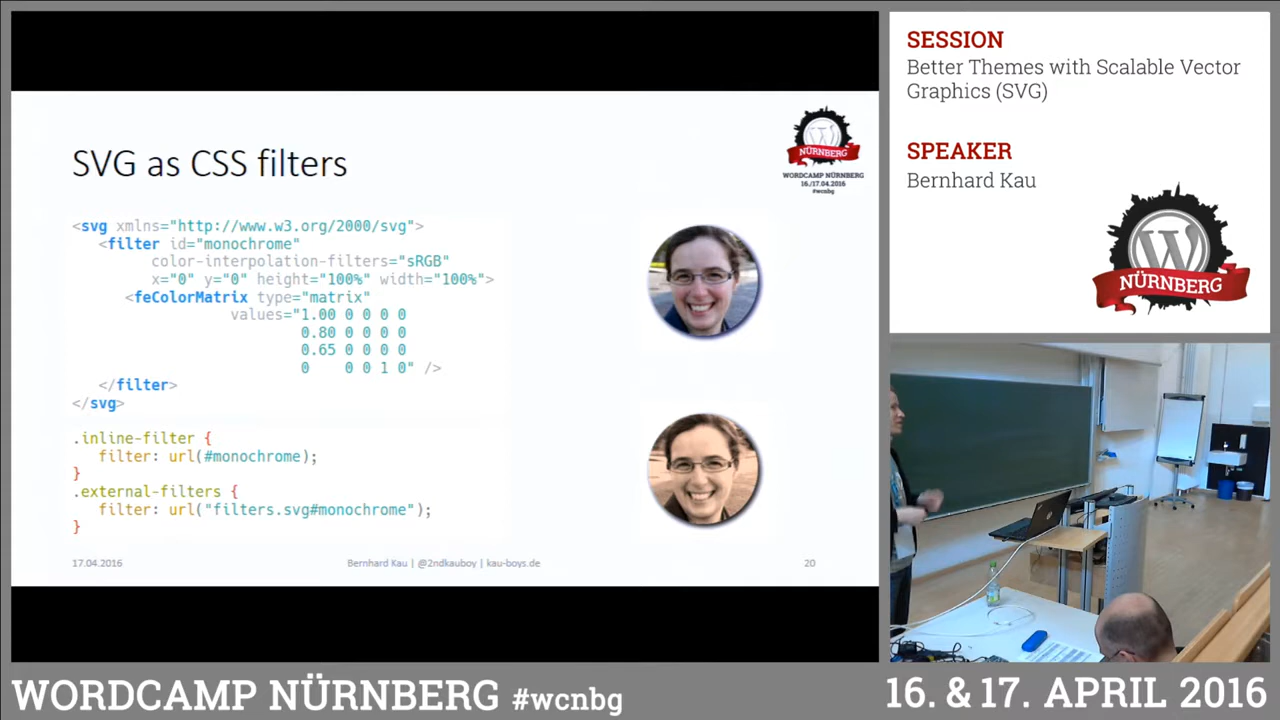 SVG as CSS filters
NÜRNBERG
WORDCAMP NÜRNBERG
16./17.04.2016
#wcnbg
<svg xmlns="http://www.w3.org/2000/svg">
<filter id="monochrome"
color-interpolation-filters="sRGB"
x="0" y="0" height="100%" width="100%">
<feColorMatrix type="matrix"
values="1.00 0 0 0 0
0.80 0 0 0 0
0.65 0 0 0 0
0 0 0 1 0" />
</filter>
</svg>
.inline-filter {
filter: url(#monochrome);
}
.external-filters {
filter: url("filters.svg#monochrome");
}
17.04.2016
Bernhard Kau | @2ndkauboy | kau-boys.de
20
SESSION
Better Themes with Scalable Vector
Graphics (SVG)
SPEAKER
Bernhard Kau
NÜRNBERG
WORDCAMP NÜRNBERG #wcnbg
16. & 17. APRIL 2016